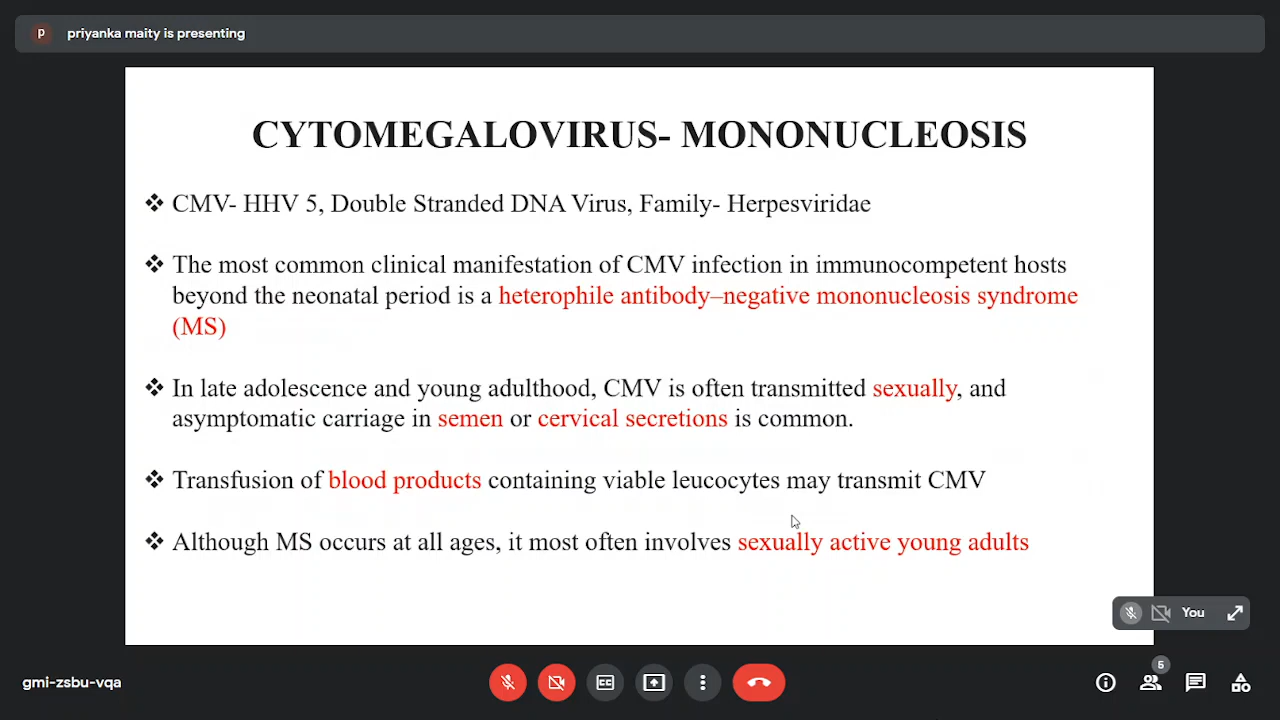 p priyanka maity is presenting
CYTOMEGALOVIRUS- MONONUCLEOSIS
❖ CMV- HHV 5, Double Stranded DNA Virus, Family- Herpesviridae
❖ The most common clinical manifestation of CMV infection in immunocompetent hosts
beyond the neonatal period is a heterophile antibody–negative mononucleosis syndrome
(MS)
❖ In late adolescence and young adulthood, CMV is often transmitted sexually, and
asymptomatic carriage in semen or cervical secretions is common.
❖ Transfusion of blood products containing viable leucocytes may transmit CMV
❖ Although MS occurs at all ages, it most often involves sexually active young adults
You
5
gmi-zsbu-vqa
CC